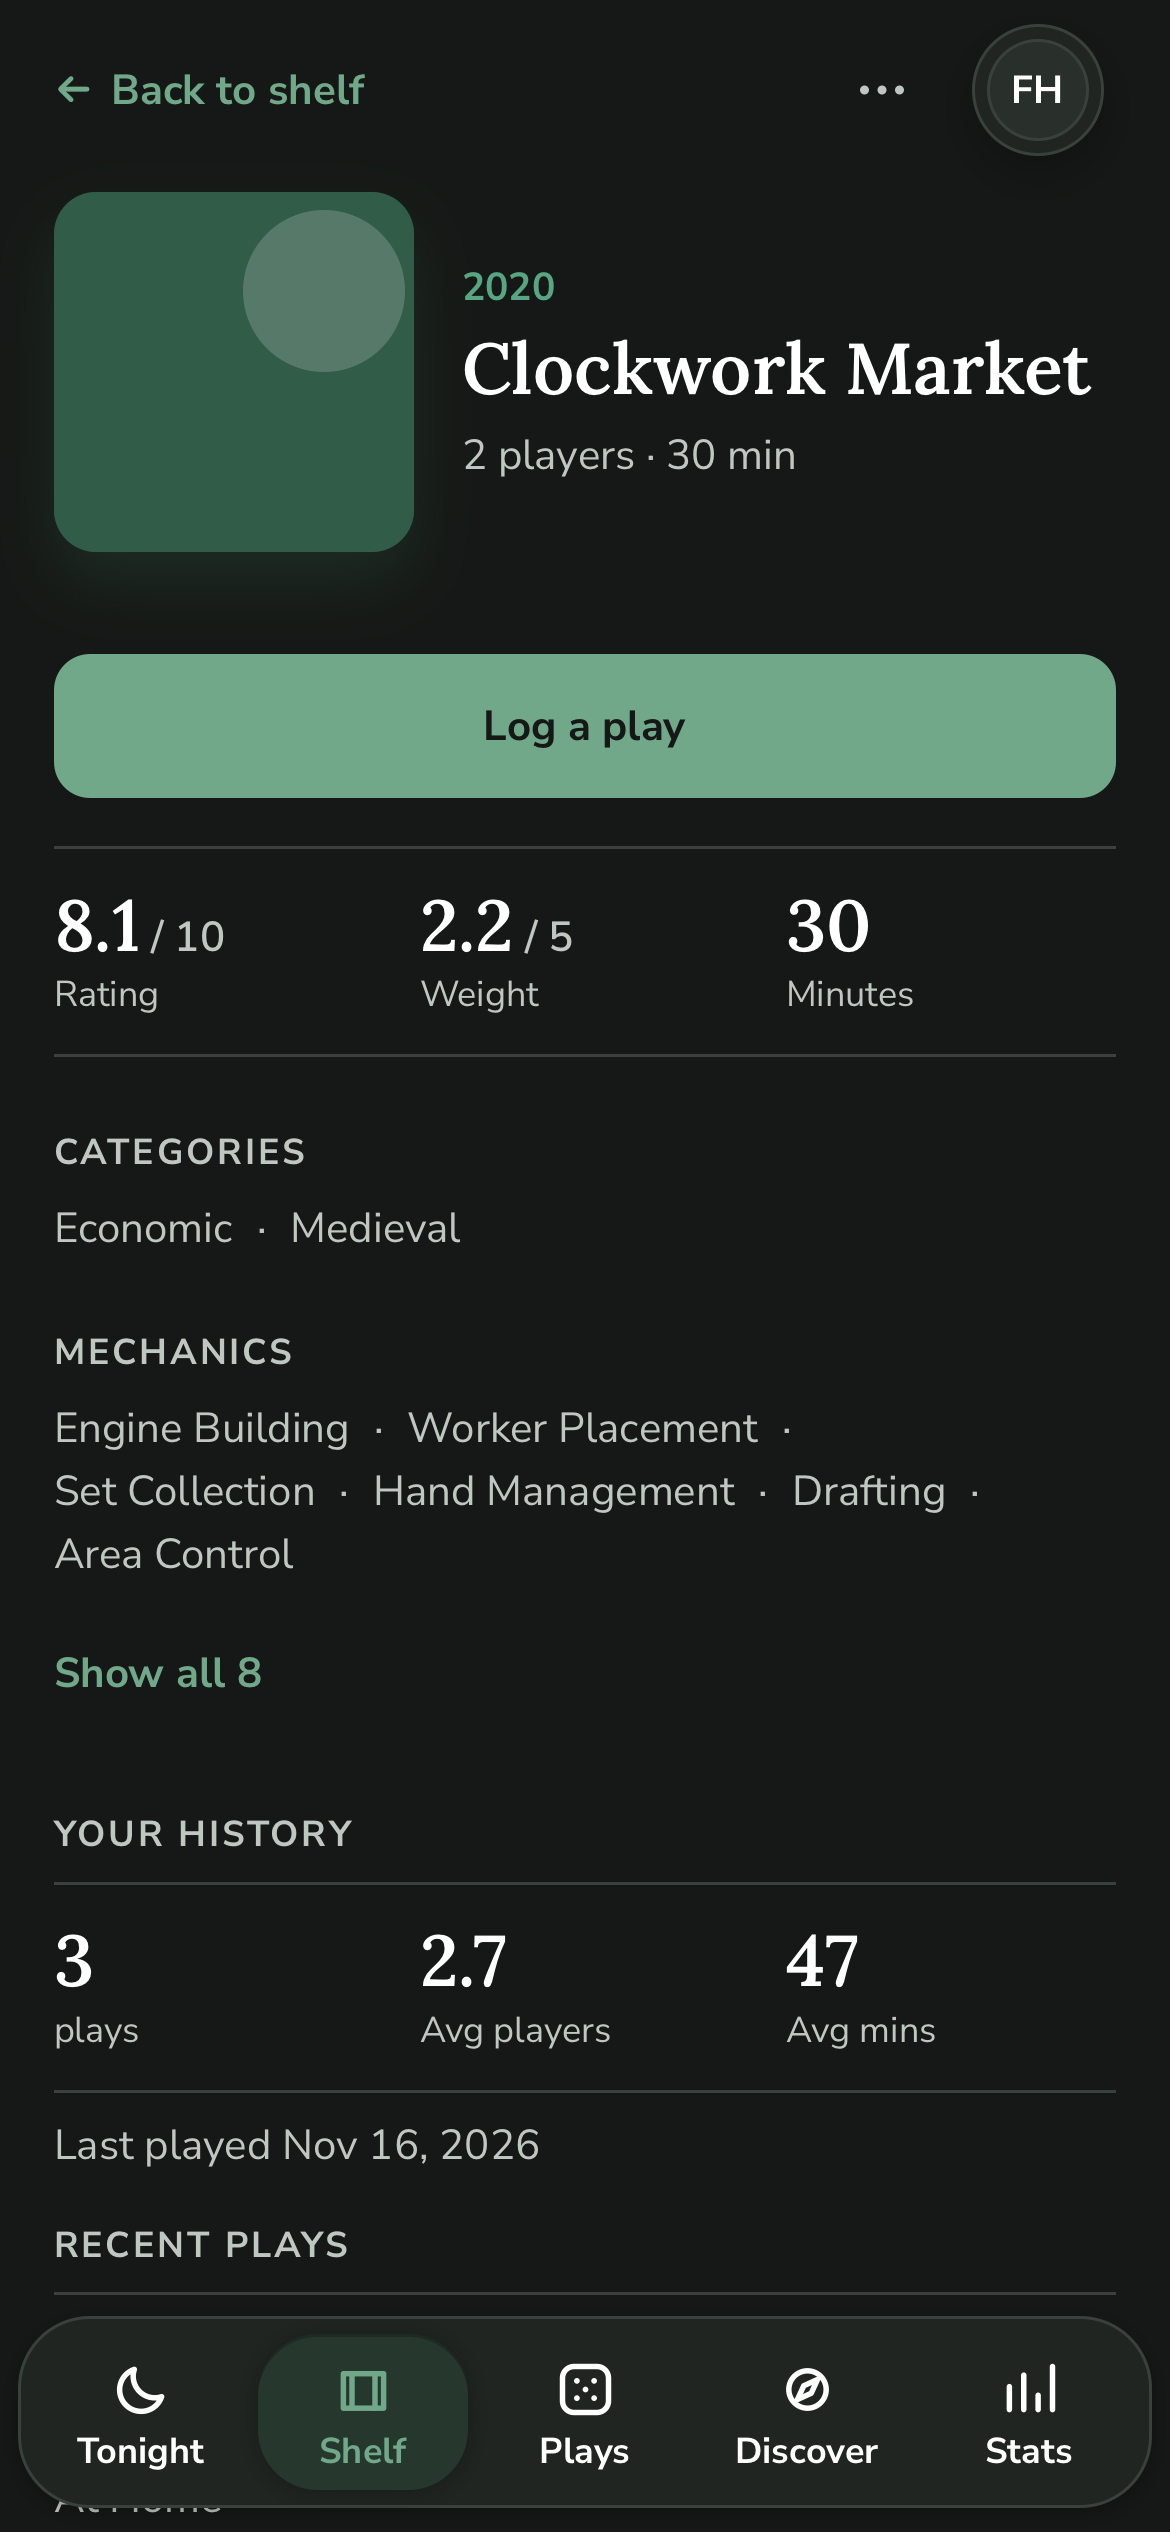 Back to shelf
FH
2020
Clockwork Market
2 players · 30 min
Log a play
8.1 / 10
Rating
2.2 / 5
Weight
30
Minutes
CATEGORIES
Economic · Medieval
MECHANICS
Engine Building · Worker Placement ·
Set Collection · Hand Management · Drafting ·
Area Control
Show all 8
YOUR HISTORY
3
plays
2.7
Avg players
47
Avg mins
Last played Nov 16, 2026
RECENT PLAYS
Tonight
Shelf
Plays
Discover
Stats